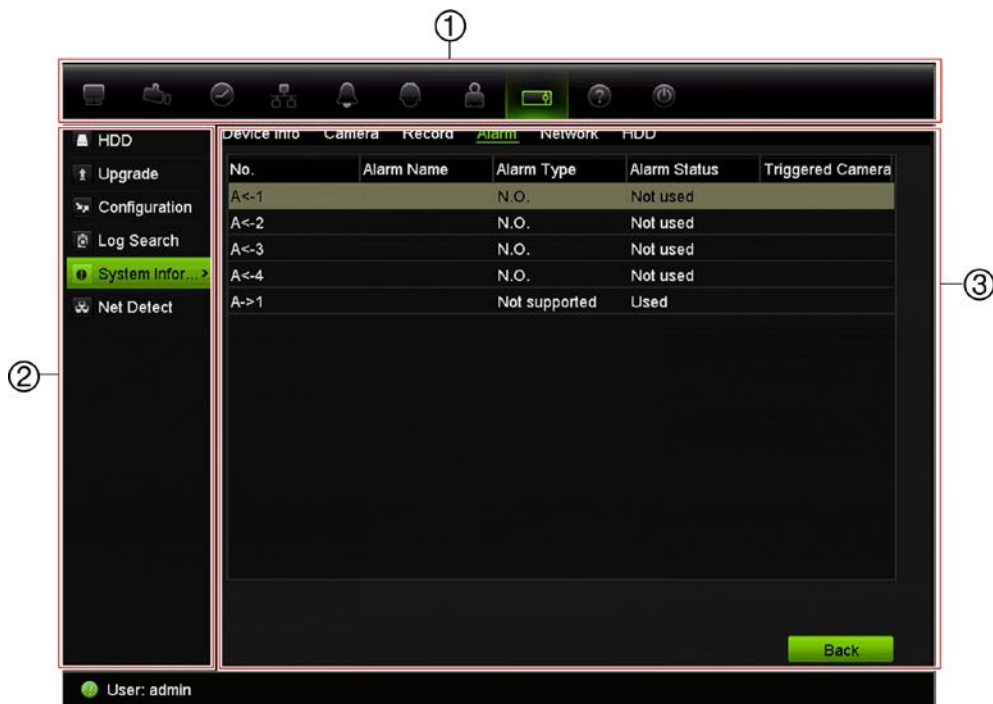 ①
②
③
HDD
Upgrade
Configuration
Log Search
System Infor... >
Net Detect
Device Info Camera Record Alarm Network HDD
No. Alarm Name Alarm Type Alarm Status Triggered Camera
A<-1 N.O. Not used
A<-2 N.O. Not used
A<-3 N.O. Not used
A<-4 N.O. Not used
A->1 Not supported Used
Back
User: admin